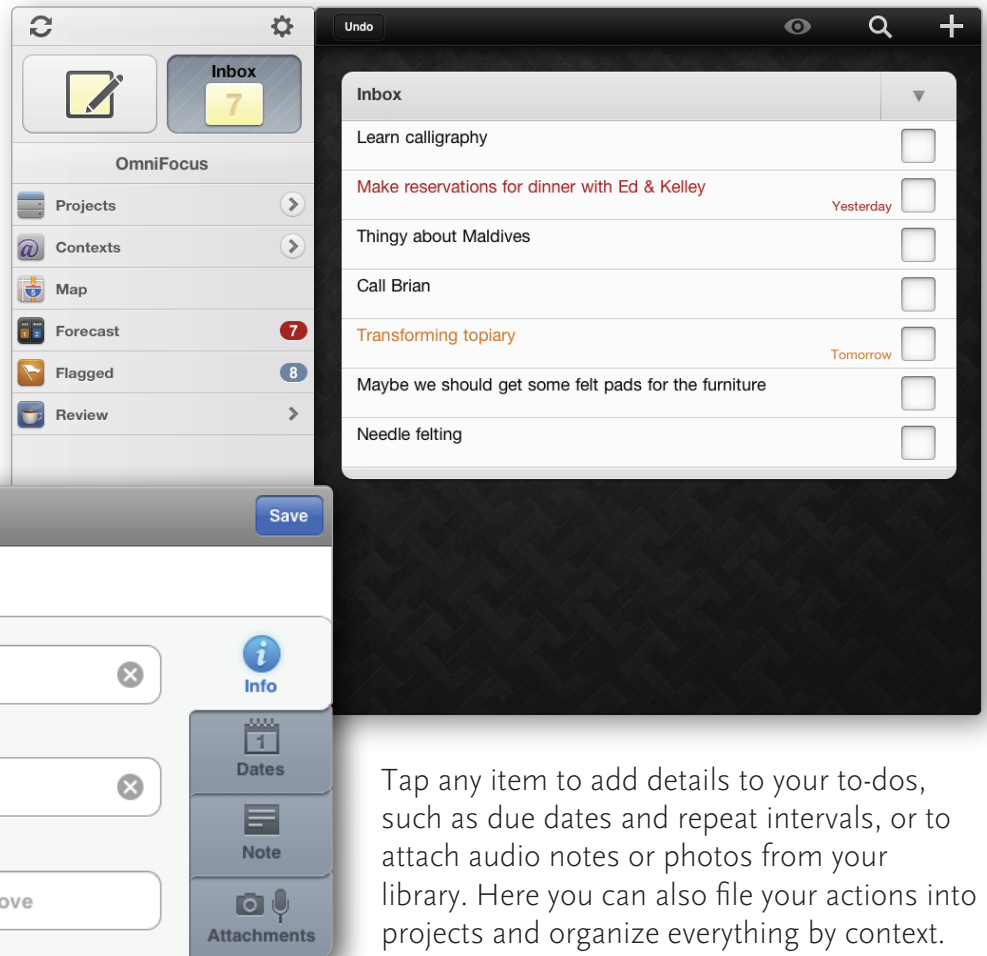 Undo
Inbox
7
OmniFocus
Projects
Contexts
Map
Forecast 7
Flagged 8
Review
Inbox
Learn calligraphy
Make reservations for dinner with Ed & Kelley
Yesterday
Thingy about Maldives
Call Brian
Transforming topiary
Tomorrow
Maybe we should get some felt pads for the furniture
Needle felting
Save
Info
1
Dates
Note
ove
Attachments
Tap any item to add details to your to-dos,
such as due dates and repeat intervals, or to
attach audio notes or photos from your
library. Here you can also file your actions into
projects and organize everything by context.